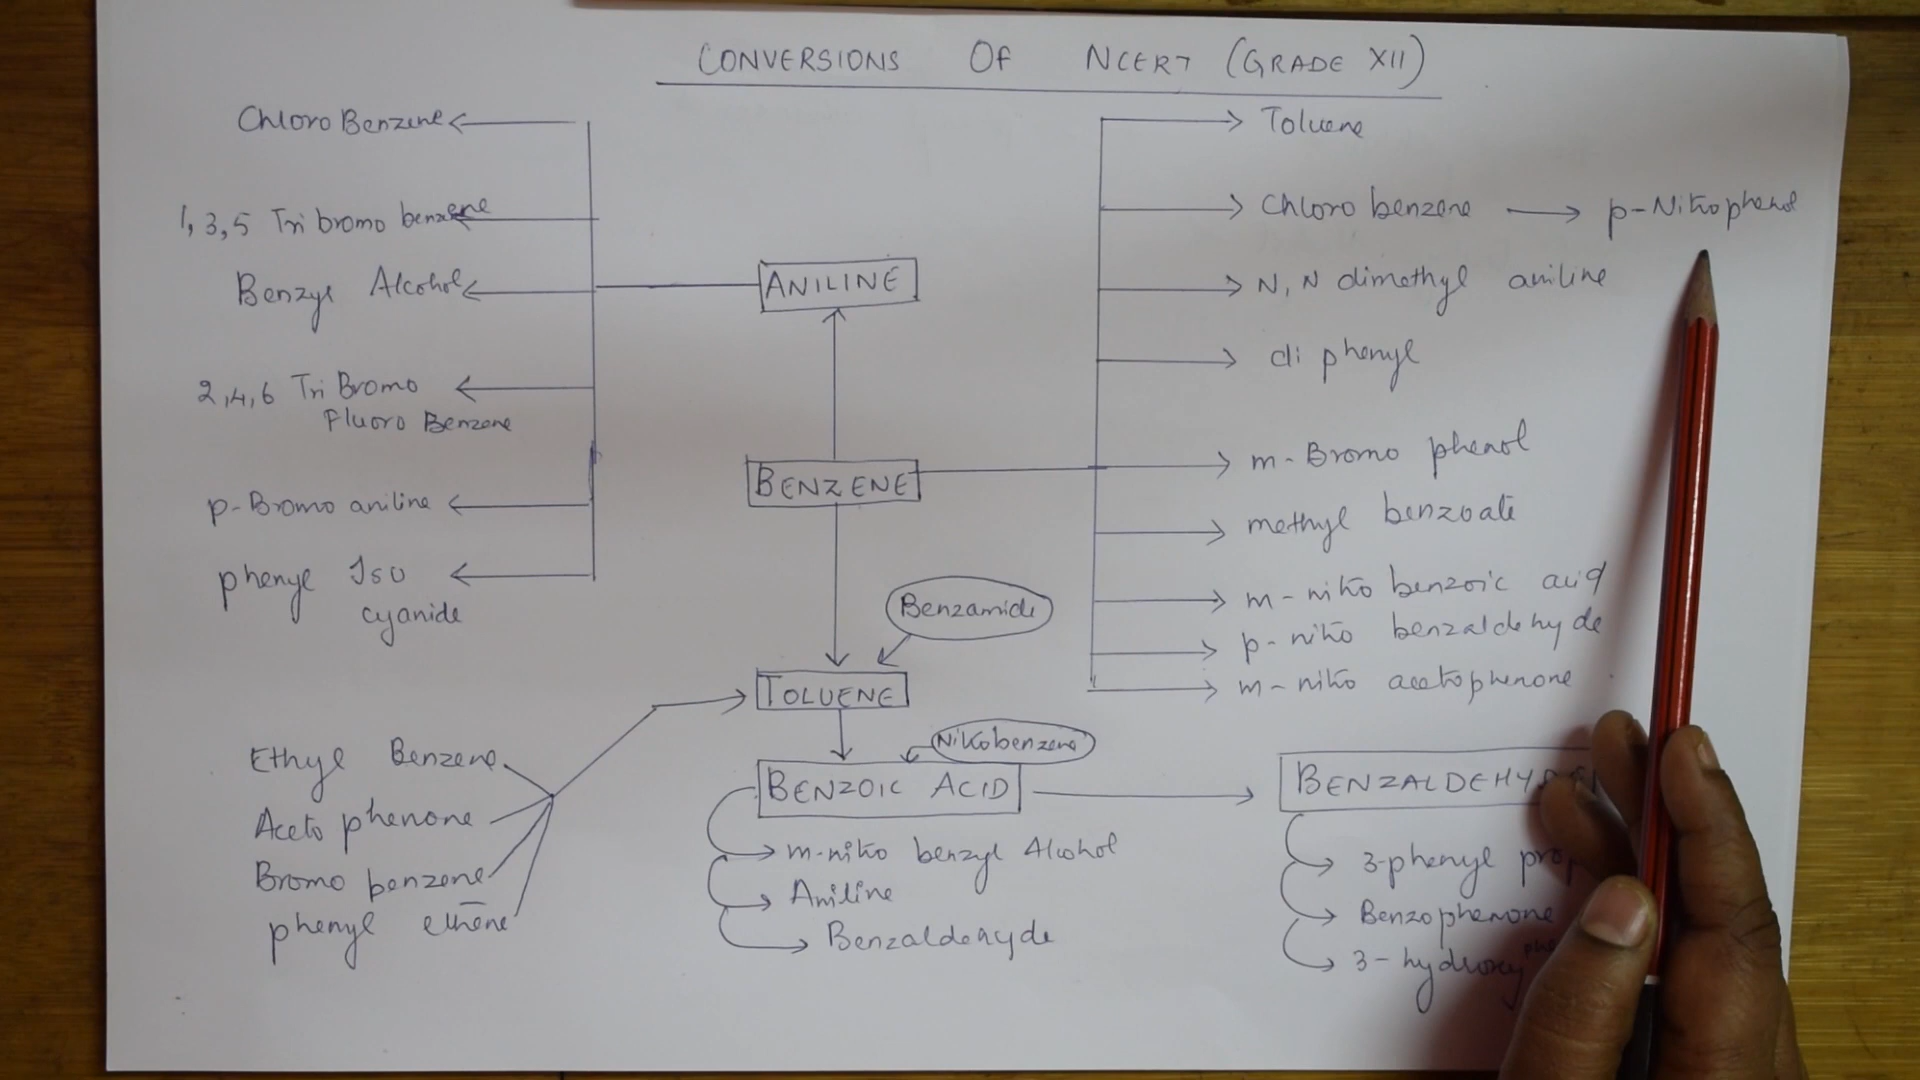 CONVERSIONS OF NCERT (GRADE XII)
Chloro Benzene
1,3,5 Tri bromo benzene
Benzyl Alcohol
2,4,6 Tri Bromo
Fluoro Benzene
p-Bromo aniline
phenyl Iso
cyanide
ANILINE
BENZENE
Benzamide
TOLUENE
Nitrobenzene
BENZOIC ACID
m-nitro benzyl Alcohol
Aniline
Benzaldehyde
Ethyl Benzene
Aceto phenone
Bromo benzene
phenyl ethene
Toluene
Chloro benzene → p-Nitrophenol
N, N dimethyl aniline
di phenyl
m-Bromo phenol
methyl benzoate
m-nitro benzoic acid
p-nitro benzaldehyde
m-nitro acetophenone
BENZALDEHYDE
3-phenyl
Benzophenone
3-hydroxy